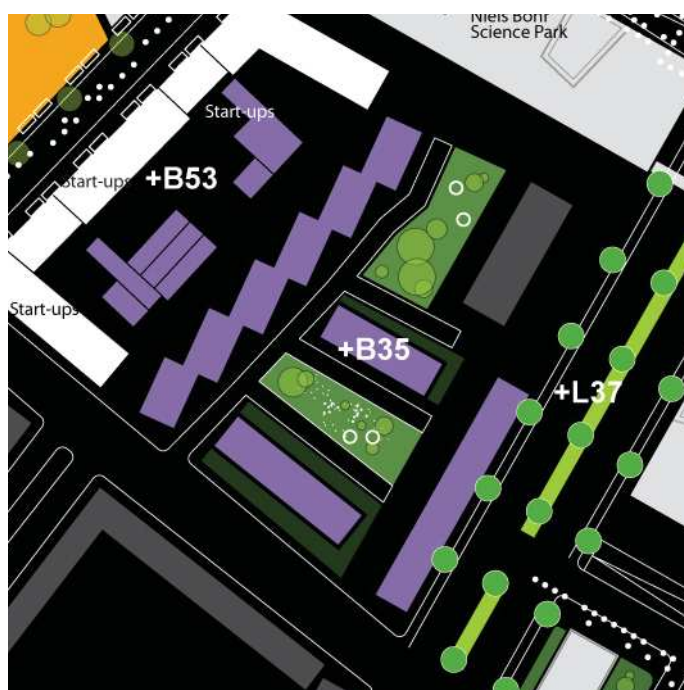 Niels Bohr
Science Park
Start-ups
Start-ups
+B53
Start-ups
+B35
+L37